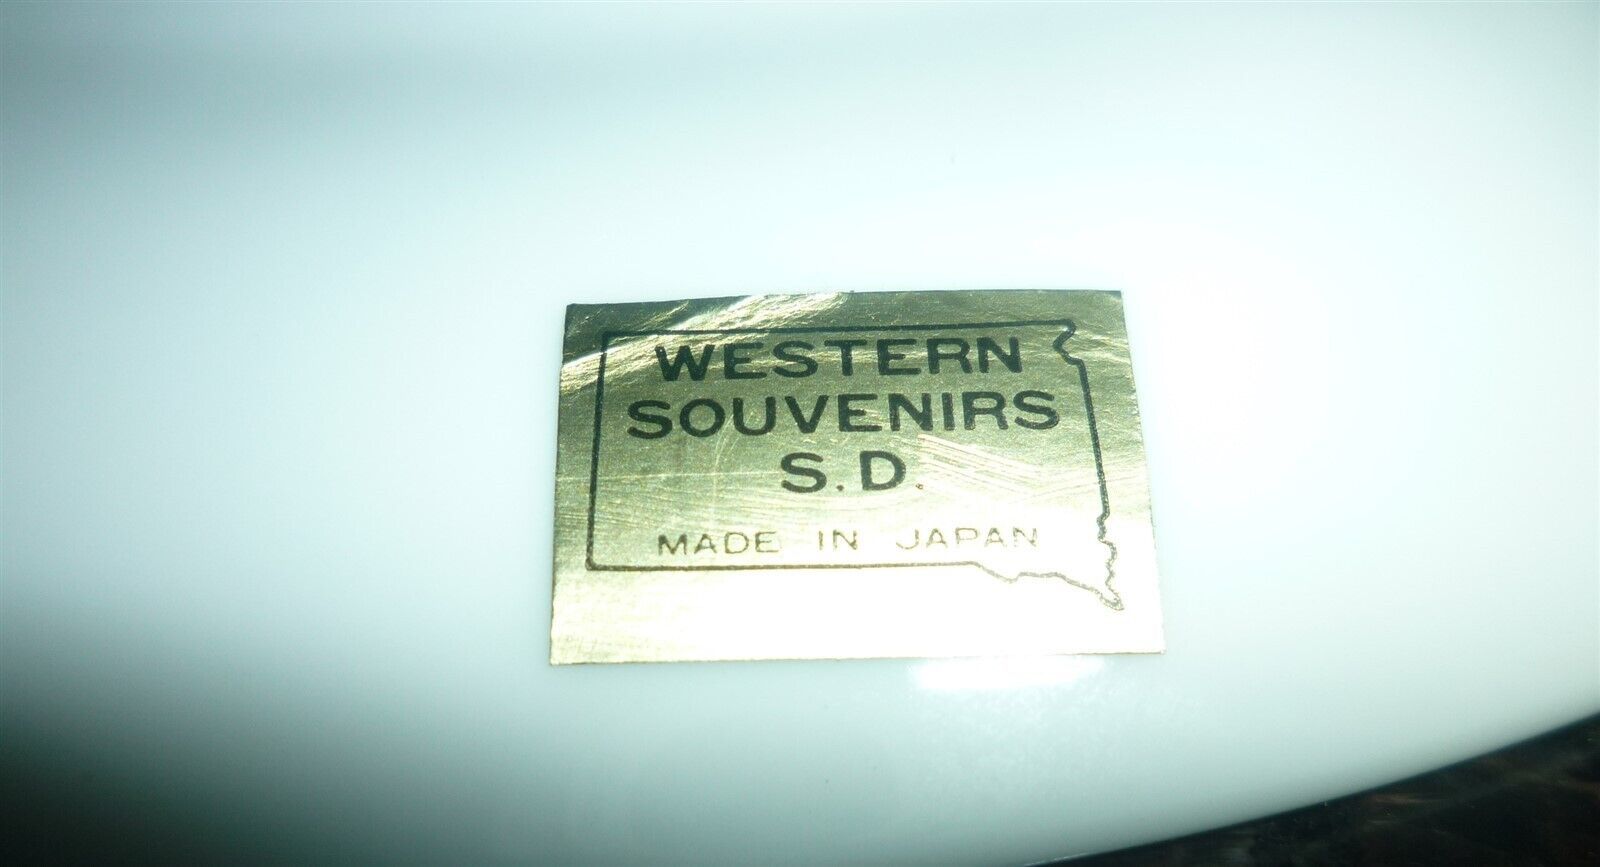 WESTERN
SOUVENIRS
S.D.
MADE IN JAPAN